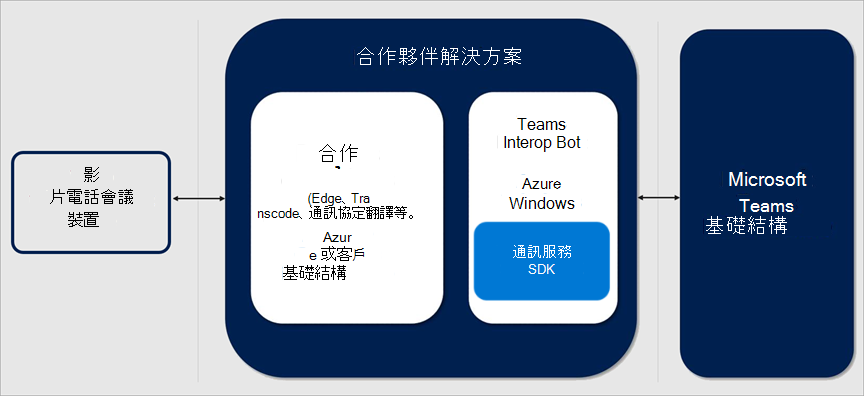 合作夥伴解決方案
影
片電話會議
裝置
合作
(Edge、Tra
nscode、通訊協定翻譯等。
Azur
e 或客戶
基礎結構
Teams
Interop Bot
Azure
Windows
通訊服務
SDK
Microsoft
Teams
基礎結構